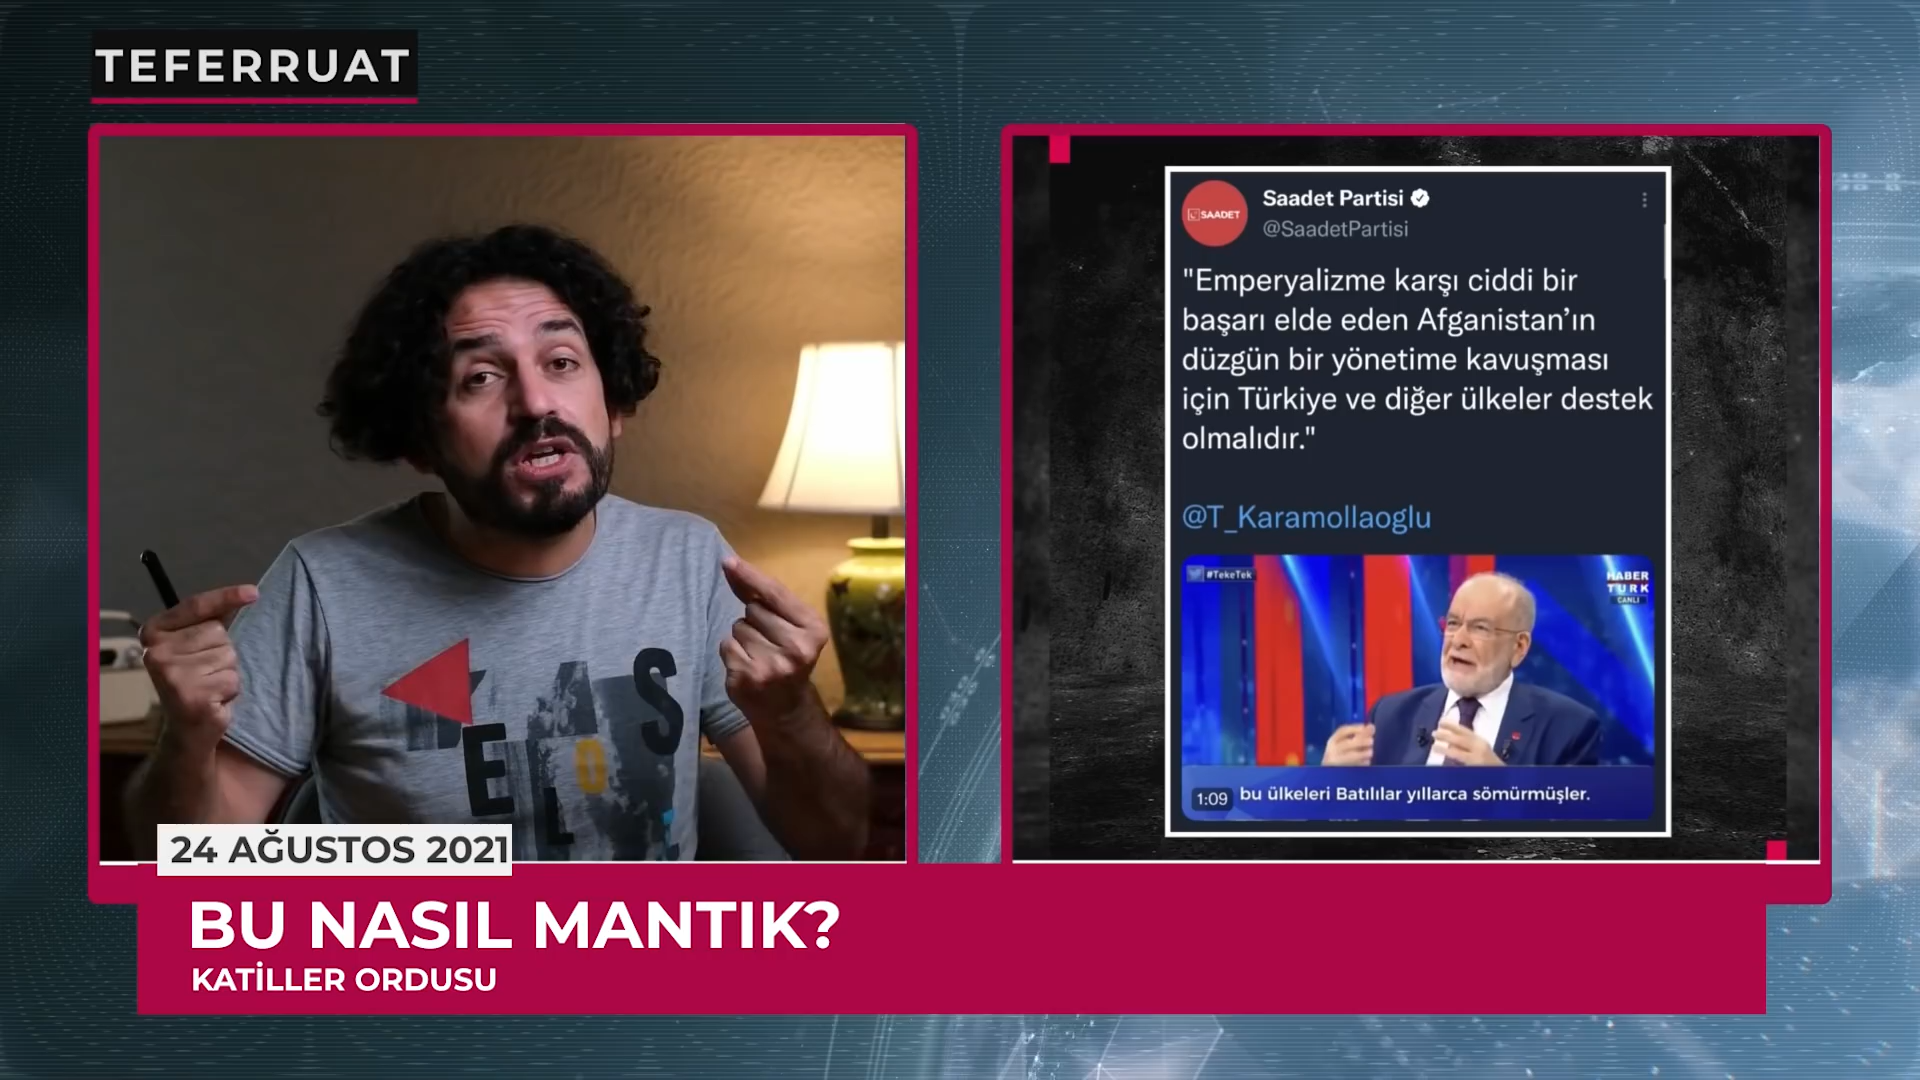 TEFERRUAT
SAADET
Saadet Partisi
@SaadetPartisi
"Emperyalizme karşı ciddi bir
başarı elde eden Afganistan’ın
düzgün bir yönetime kavuşması
için Türkiye ve diğer ülkeler destek
olmalıdır."
@T_Karamollaoglu
#TekeTek
HABER
TURK
CANLI
1:09 bu ülkeleri Batılılar yıllarca sömürmüşler.
24 AĞUSTOS 2021
BU NASIL MANTIK?
KATİLLER ORDUSU